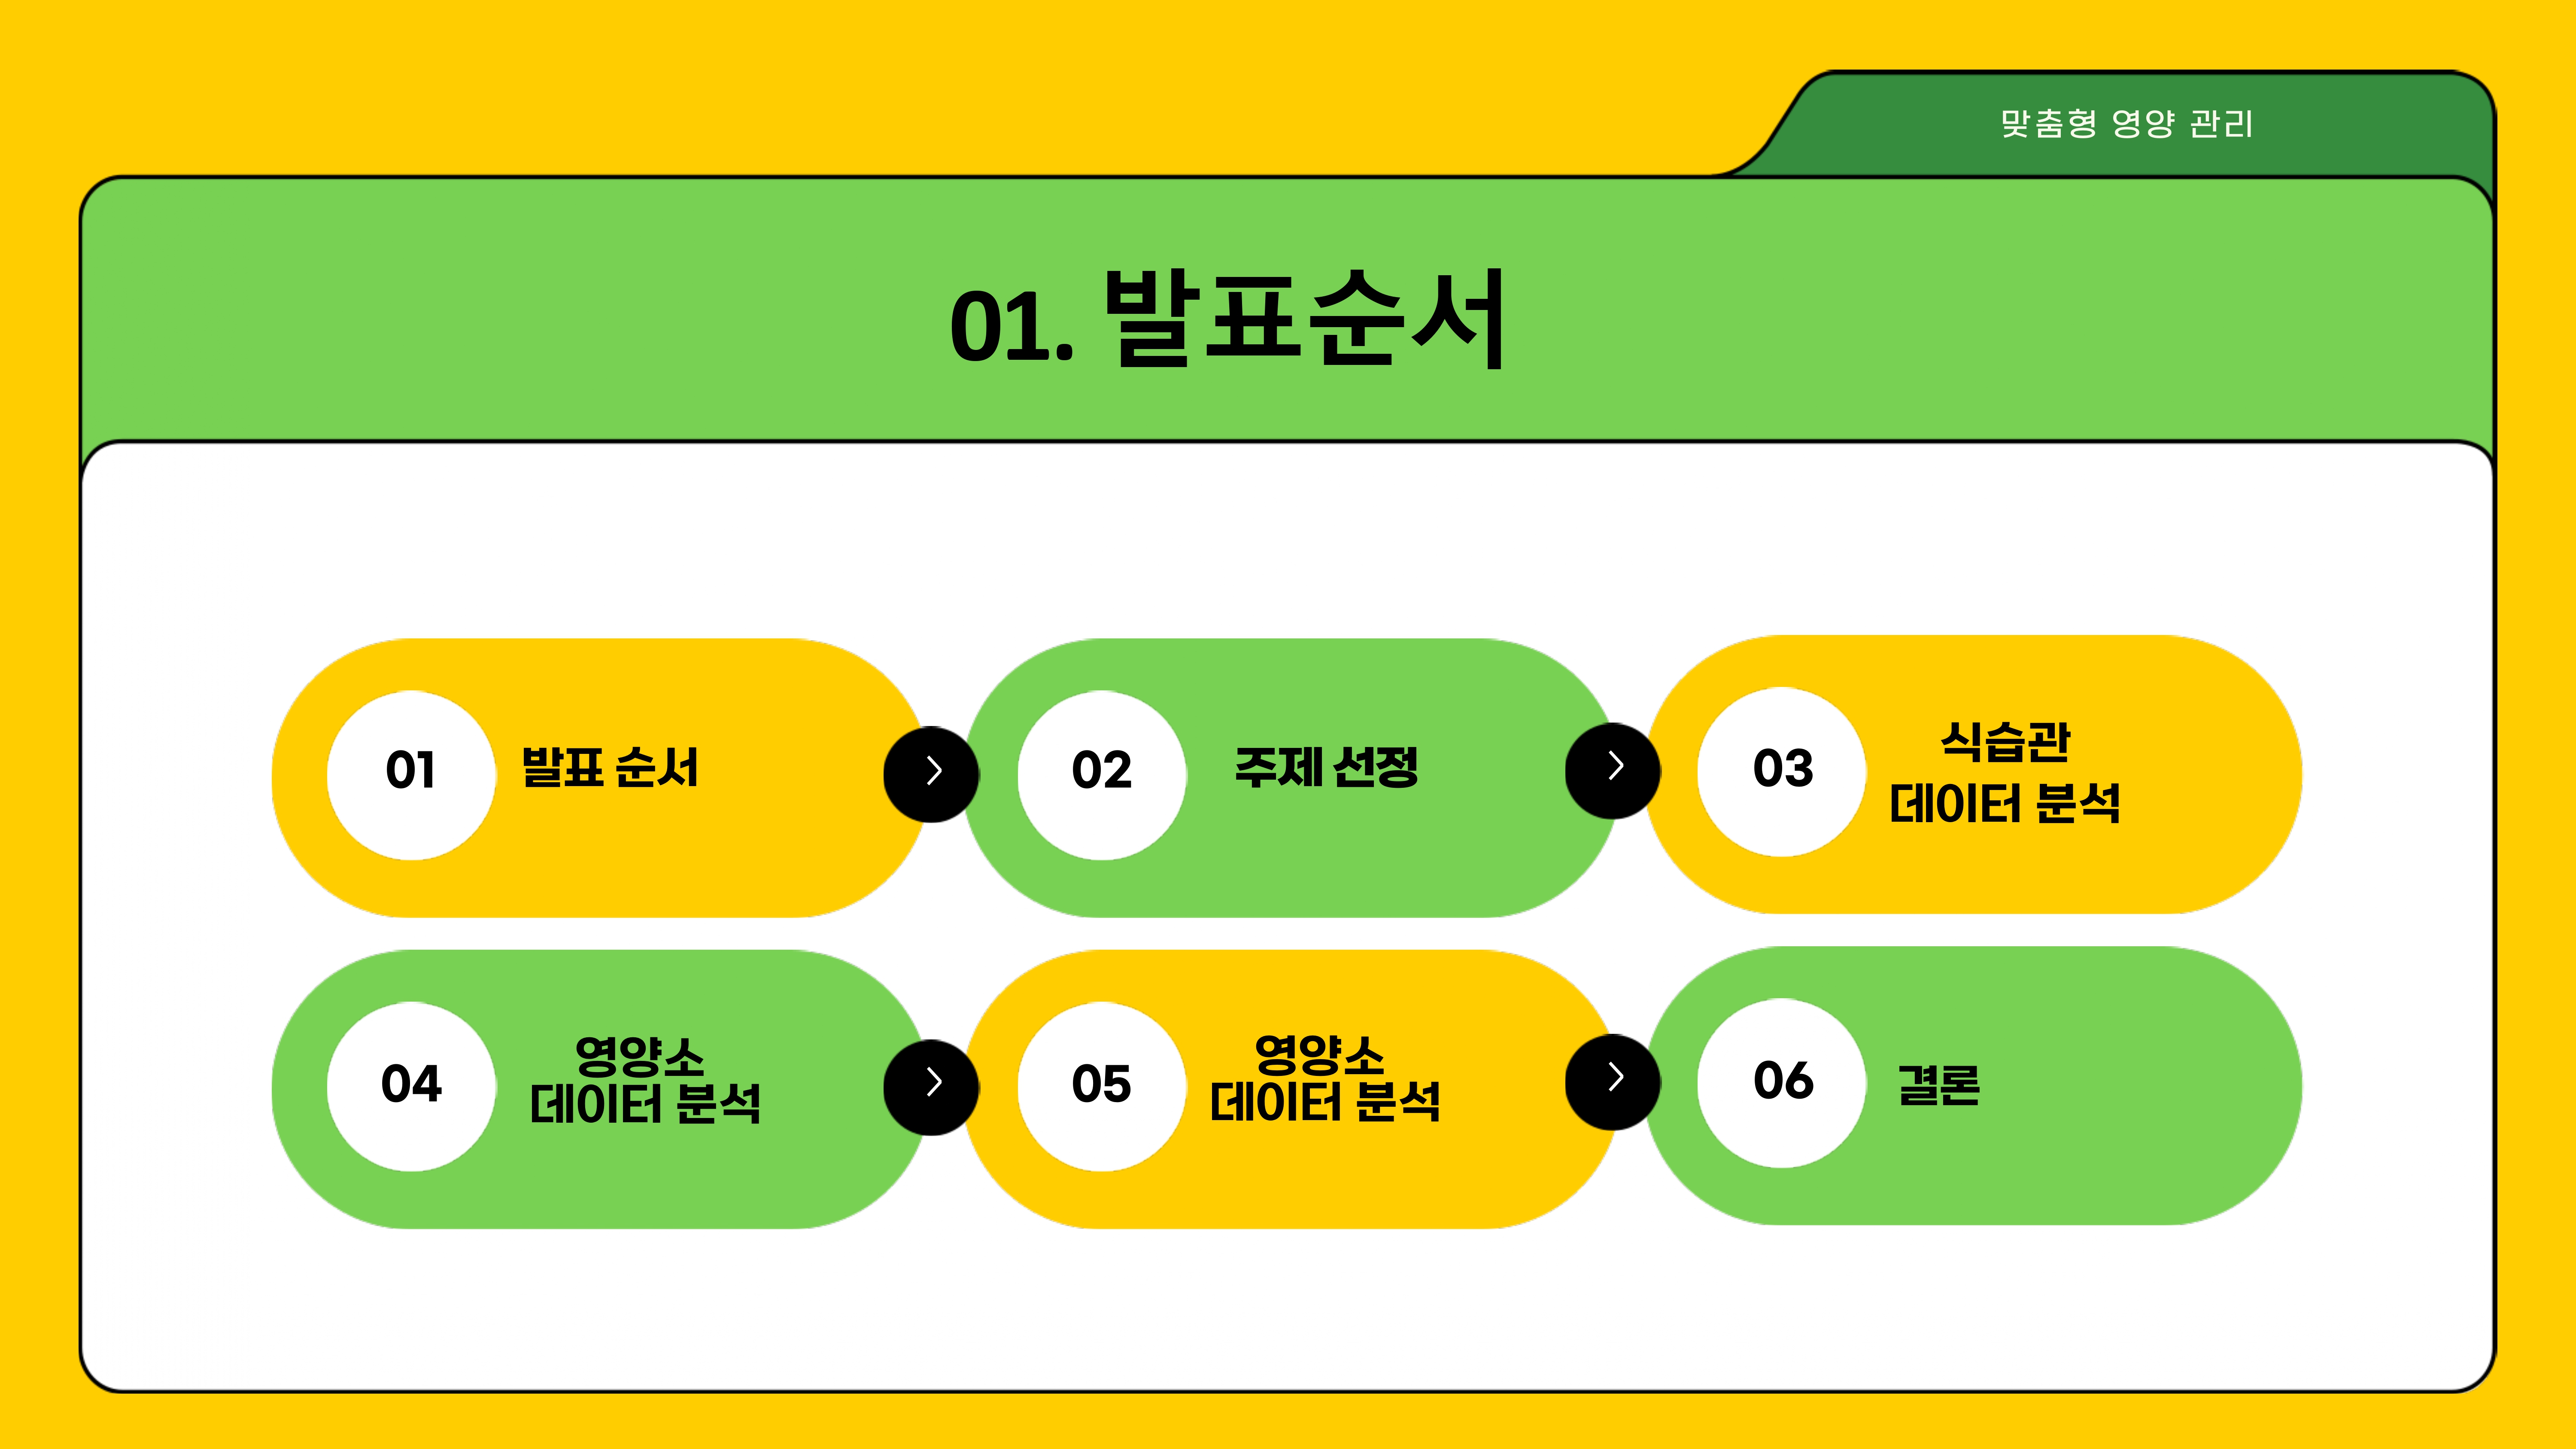 맞춤형 영양 관리
01. 발표순서
01
발표 순서
02
주제 선정
03
식습관
데이터 분석
04
영양소
데이터 분석
05
영양소
데이터 분석
06
결론